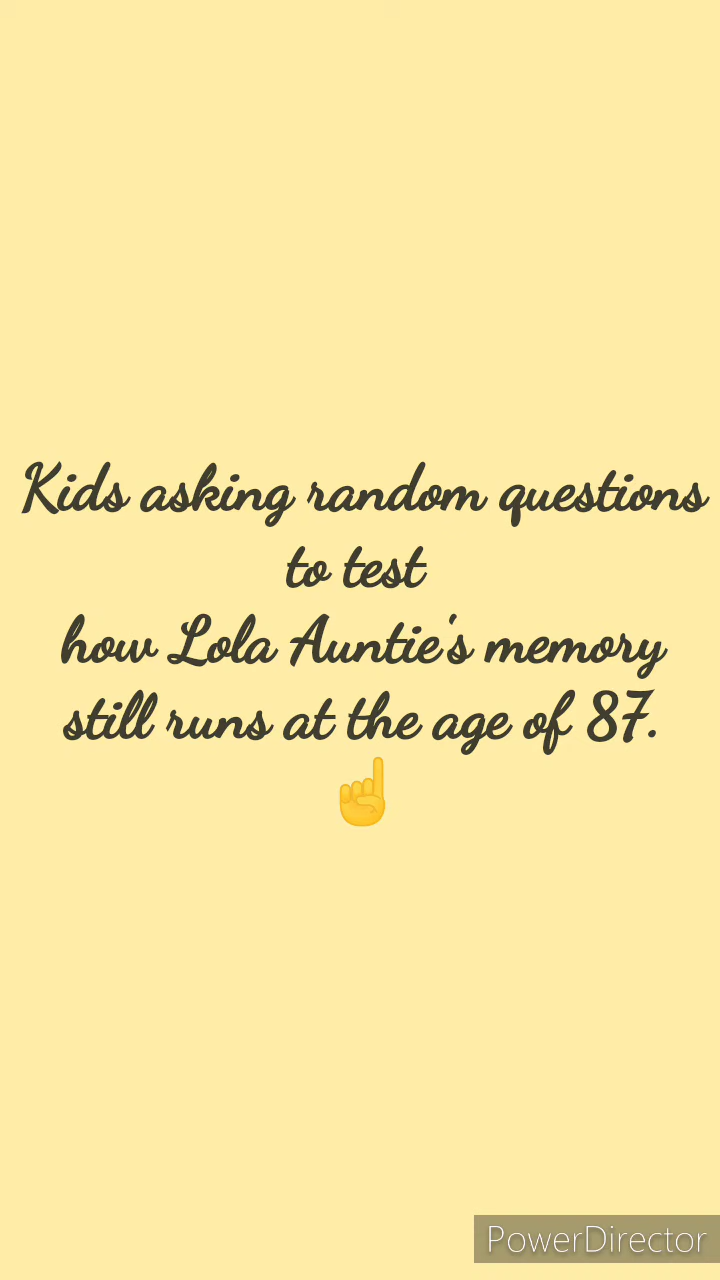 Kids asking random questions
to test
how Lola Auntie's memory
still runs at the age of 87.
☝
PowerDirector